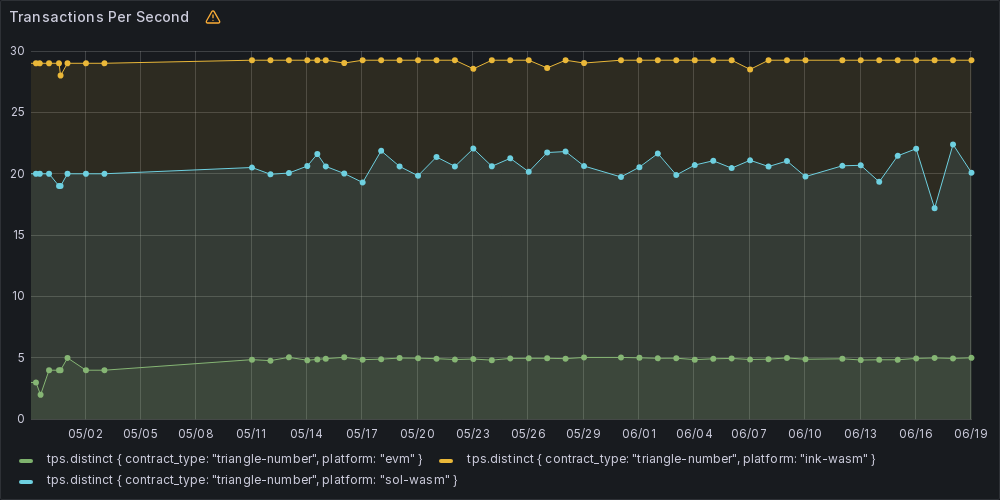 Transactions Per Second
30
25
20
15
10
5
0
05/02 05/05 05/08 05/11 05/14 05/17 05/20 05/23 05/26 05/29 06/01 06/04 06/07 06/10 06/13 06/16 06/19
tps.distinct { contract_type: "triangle-number", platform: "evm" } tps.distinct { contract_type: "triangle-number", platform: "ink-wasm" }
tps.distinct { contract_type: "triangle-number", platform: "sol-wasm" }